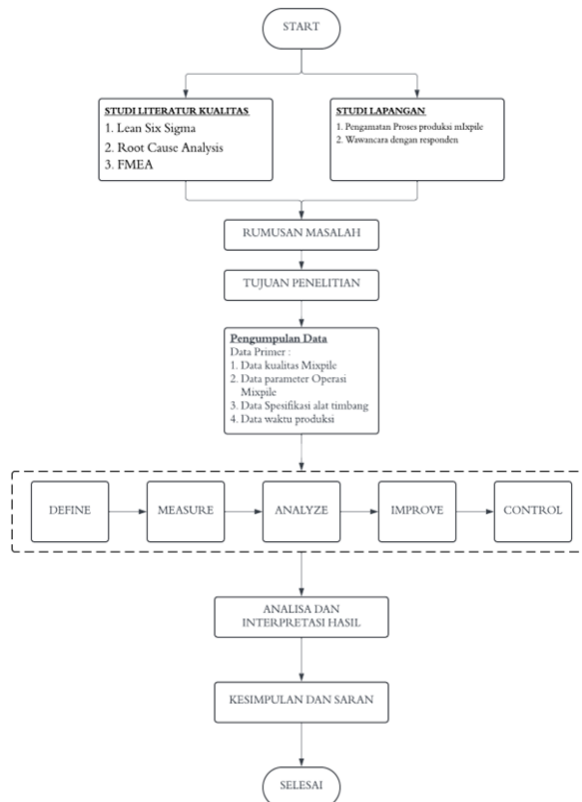 START
STUDI LITERATUR KUALITAS
1. Lean Six Sigma
2. Root Cause Analysis
3. FMEA
STUDI LAPANGAN
1. Pengamatan Proses produksi mIxpile
2. Wawancara dengan responden
RUMUSAN MASALAH
TUJUAN PENELITIAN
Pengumpulan Data
Data Primer :
1. Data kualitas Mixpile
2. Data parameter Operasi
Mixpile
3. Data Spesifikasi alat timbang
4. Data waktu produksi
DEFINE
MEASURE
ANALYZE
IMPROVE
CONTROL
ANALISA DAN
INTERPRETASI HASIL
KESIMPULAN DAN SARAN
SELESAI